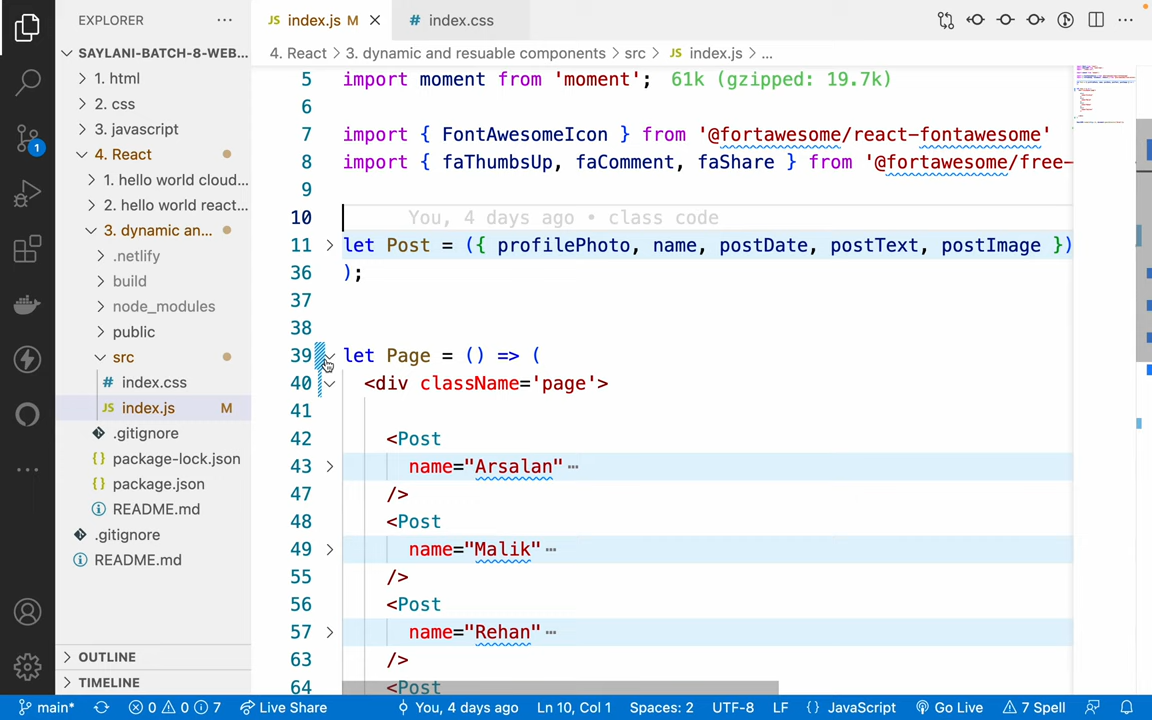 EXPLORER
SAYLANI-BATCH-8-WEB...
1. html
2. css
3. javascript
4. React
1. hello world cloud...
2. hello world react...
3. dynamic an...
.netlify
build
node_modules
public
src
# index.css
JS index.js M
.gitignore
{} package-lock.json
{} package.json
README.md
.gitignore
README.md
OUTLINE
TIMELINE
1
JS index.js M
# index.css
4. React > 3. dynamic and resuable components > src > JS index.js > ...
5 import moment from 'moment'; 61k (gzipped: 19.7k)
6
7 import { FontAwesomeIcon } from '@fortawesome/react-fontawesome'
8 import { faThumbsUp, faComment, faShare } from '@fortawesome/free-
9
10 You, 4 days ago • class code
11 let Post = ({ profilePhoto, name, postDate, postText, postImage })
36 );
37
38
39 let Page = () => (
40 <div className='page'>
41
42 <Post
43 name="Arsalan"
47 />
48 <Post
49 name="Malik"
55 />
56 <Post
57 name="Rehan"
63 />
64 <Post
main* 0 0 7 Live Share You, 4 days ago Ln 10, Col 1 Spaces: 2 UTF-8 LF {} JavaScript Go Live 7 Spell